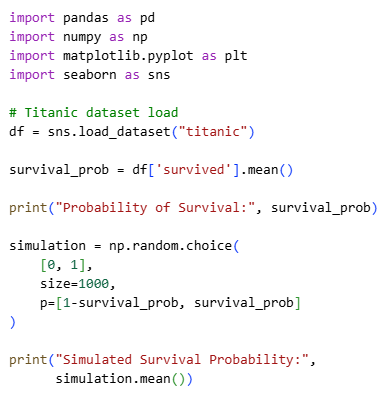 import pandas as pd
import numpy as np
import matplotlib.pyplot as plt
import seaborn as sns

# Titanic dataset load
df = sns.load_dataset("titanic")

survival_prob = df['survived'].mean()

print("Probability of Survival:", survival_prob)

simulation = np.random.choice(
    [0, 1],
    size=1000,
    p=[1-survival_prob, survival_prob]
)

print("Simulated Survival Probability:",
      simulation.mean())